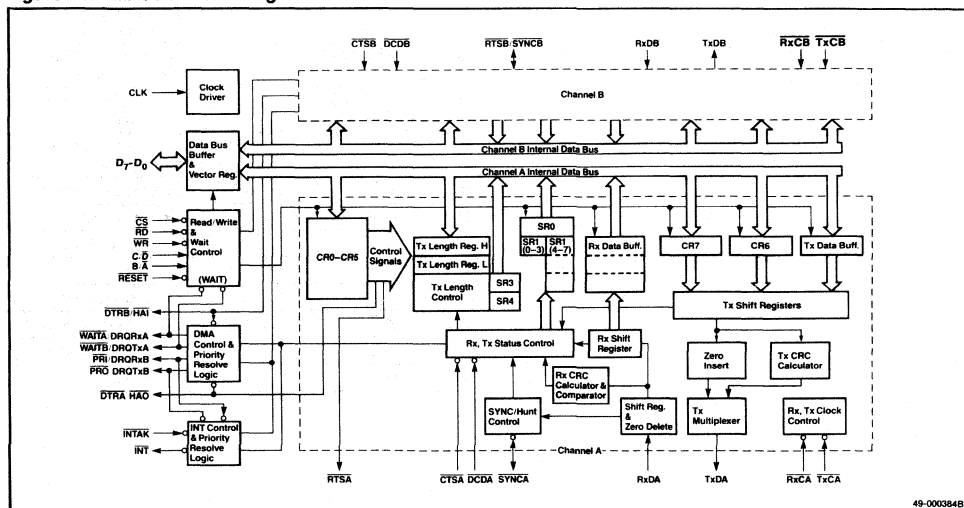 CTSB DCDB RTSB/SYNCB RxDB TxDB RxCB TxCB
CLK
Clock
Driver
Channel B
D7-D0
Data Bus
Buffer
&
Vector Reg.
Channel B Internal Data Bus
Channel A Internal Data Bus
CS
RD
WR
C/D
B/A
RESET
Read/Write
&
Wait
Control
(WAIT)
CR0–CR5
Control
Signals
Tx Length Reg. H
Tx Length Reg. L
Tx Length
Control
SR3
SR4
SR0
SR1
(0–3)
SR1
(4–7)
Rx Data Buff.
CR7
CR6
Tx Data Buff.
Tx Shift Registers
DTRB/HAI
WAITA/DRQRxA
WAITB/DRQTxA
PRI/DRQRxB
PRO DRQTxB
DTRA HAO
DMA
Control &
Priority
Resolve
Logic
Rx, Tx Status Control
Rx Shift
Register
Zero
Insert
Tx CRC
Calculator
Rx CRC
Calculator &
Comparator
SYNC/Hunt
Control
Shift Reg.
&
Zero Delete
Tx
Multiplexer
Rx, Tx Clock
Control
INTAK
INT
INT Control
& Priority
Resolve
Logic
Channel A
RTSA CTSA DCDA SYNCA RxDA TxDA RxCA TxCA
49-000384B